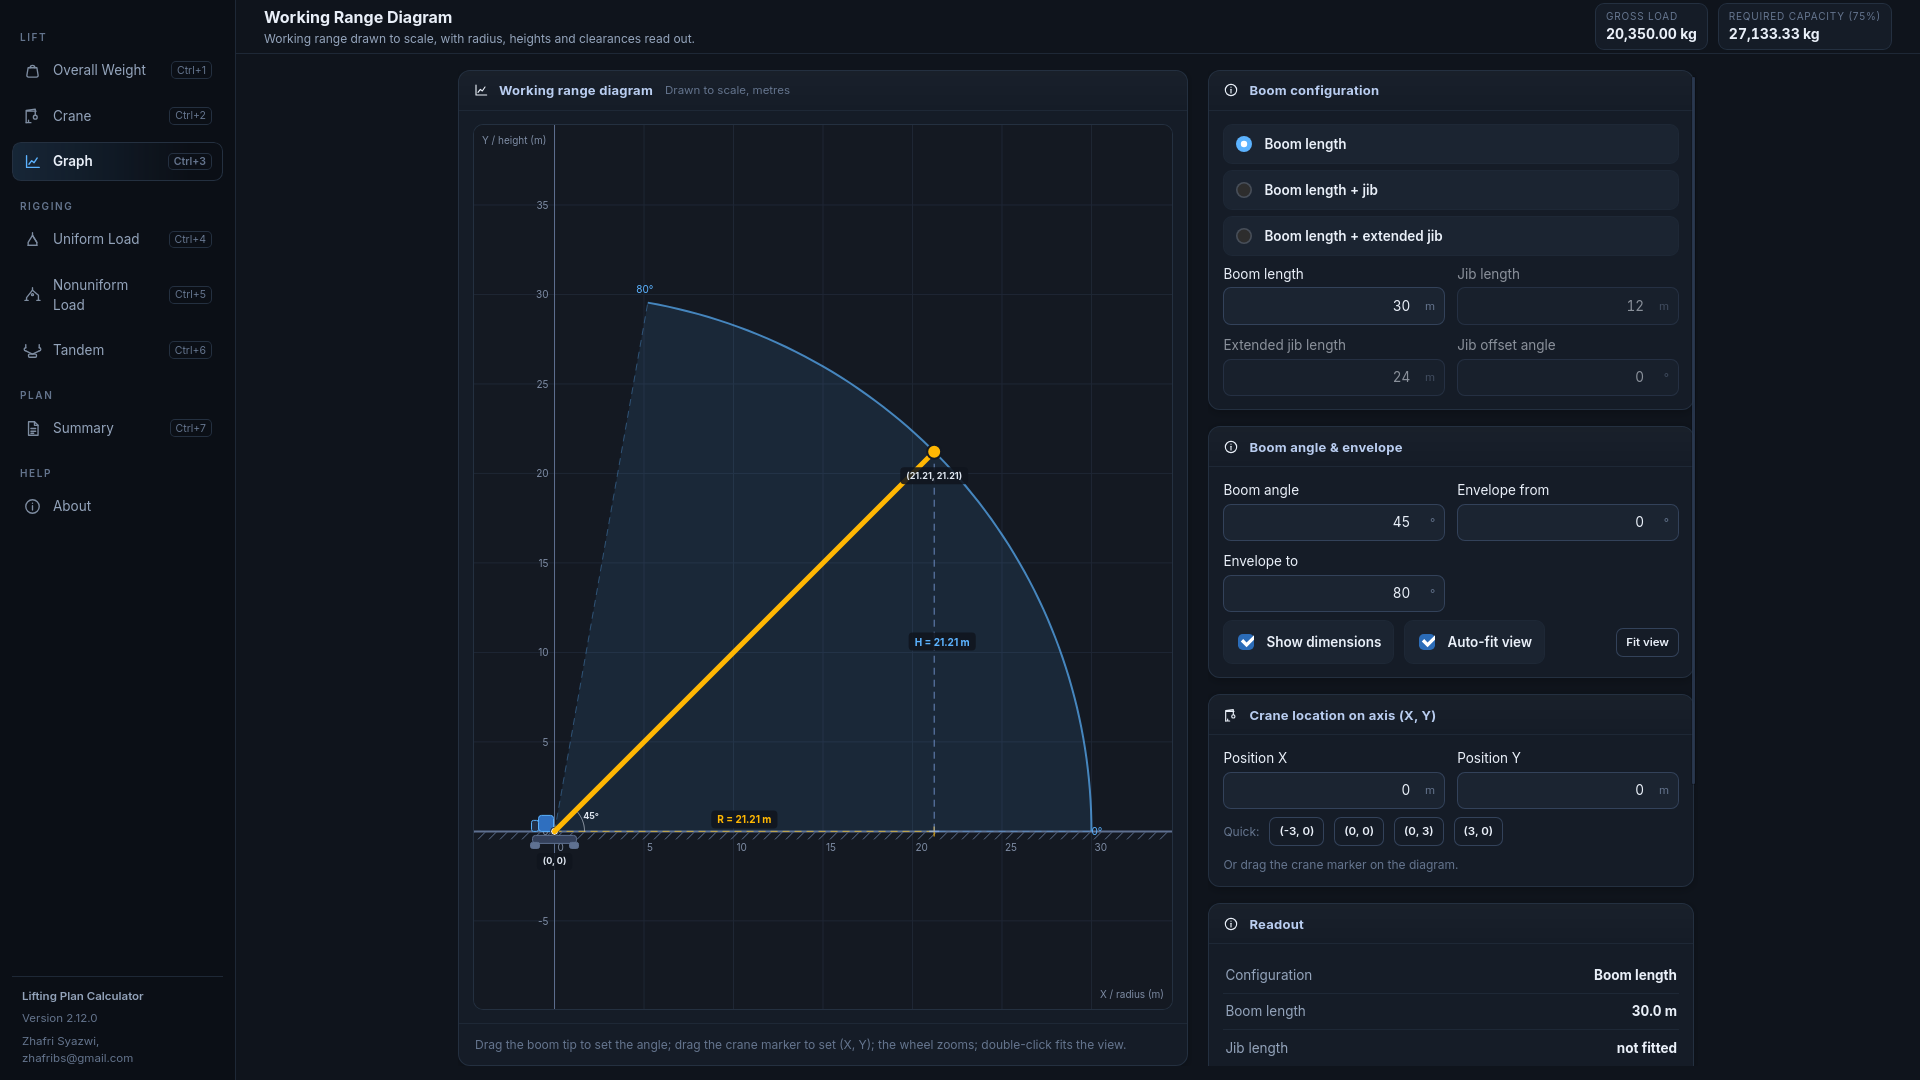 LIFT
Overall Weight Ctrl+1
Crane Ctrl+2
Graph Ctrl+3
RIGGING
Uniform Load Ctrl+4
Nonuniform
Load Ctrl+5
Tandem Ctrl+6
PLAN
Summary Ctrl+7
HELP
About
Lifting Plan Calculator
Version 2.12.0
Zhafri Syazwi,
zhafribs@gmail.com
Working Range Diagram
Working range drawn to scale, with radius, heights and clearances read out.
GROSS LOAD
20,350.00 kg
REQUIRED CAPACITY (75%)
27,133.33 kg
Working range diagram Drawn to scale, metres
Y / height (m)
35
80°
30
25
20
(21.21, 21.21)
15
H = 21.21 m
10
5
45°
R = 21.21 m
0°
0 5 10 15 20 25 30
(0, 0)
-5
X / radius (m)
Drag the boom tip to set the angle; drag the crane marker to set (X, Y); the wheel zooms; double-click fits the view.
Boom configuration
Boom length
Boom length + jib
Boom length + extended jib
Boom length Jib length
30 m 12 m
Extended jib length Jib offset angle
24 m 0 °
Boom angle & envelope
Boom angle Envelope from
45 ° 0 °
Envelope to
80 °
Show dimensions Auto-fit view Fit view
Crane location on axis (X, Y)
Position X Position Y
0 m 0 m
Quick: (-3, 0) (0, 0) (0, 3) (3, 0)
Or drag the crane marker on the diagram.
Readout
Configuration Boom length
Boom length 30.0 m
Jib length not fitted